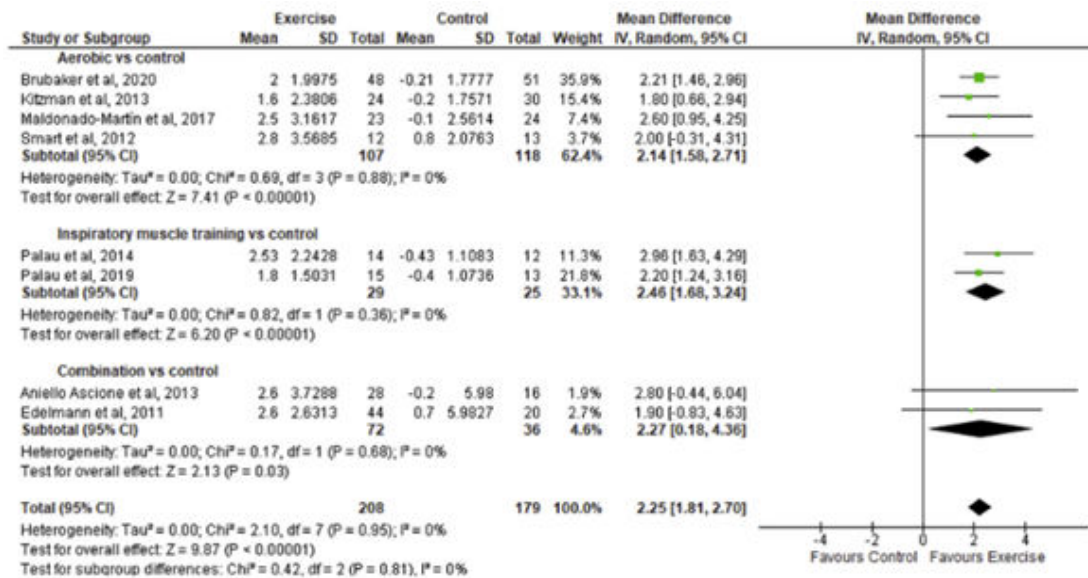 Exercise Control Mean Difference Mean Difference
Study or Subgroup Mean SD Total Mean SD Total Weight IV, Random, 95% CI IV, Random, 95% CI
Aerobic vs control
Brubaker et al, 2020 2 1.9975 48 -0.21 1.7777 51 35.9% 2.21 [1.46, 2.96]
Kitzman et al, 2013 1.6 2.3806 24 -0.2 1.7571 30 15.4% 1.80 [0.66, 2.94]
Maldonado-Martín et al, 2017 2.5 3.1617 23 -0.1 2.5614 24 7.4% 2.60 [0.95, 4.25]
Smart et al, 2012 2.8 3.5685 12 0.8 2.0763 13 3.7% 2.00 [-0.31, 4.31]
Subtotal (95% CI) 107 118 62.4% 2.14 [1.58, 2.71]
Heterogeneity: Tau² = 0.00; Chi² = 0.69, df = 3 (P = 0.88); I² = 0%
Test for overall effect: Z = 7.41 (P < 0.00001)
Inspiratory muscle training vs control
Palau et al, 2014 2.53 2.2428 14 -0.43 1.1083 12 11.3% 2.96 [1.63, 4.29]
Palau et al, 2019 1.8 1.5031 15 -0.4 1.0736 13 21.8% 2.20 [1.24, 3.16]
Subtotal (95% CI) 29 25 33.1% 2.46 [1.68, 3.24]
Heterogeneity: Tau² = 0.00; Chi² = 0.82, df = 1 (P = 0.36); I² = 0%
Test for overall effect: Z = 6.20 (P < 0.00001)
Combination vs control
Aniello Ascione et al, 2013 2.6 3.7288 28 -0.2 5.98 16 1.9% 2.80 [-0.44, 6.04]
Edelmann et al, 2011 2.6 2.6313 44 0.7 5.9827 20 2.7% 1.90 [-0.83, 4.63]
Subtotal (95% CI) 72 36 4.6% 2.27 [0.18, 4.36]
Heterogeneity: Tau² = 0.00; Chi² = 0.17, df = 1 (P = 0.68); I² = 0%
Test for overall effect: Z = 2.13 (P = 0.03)
Total (95% CI) 208 179 100.0% 2.25 [1.81, 2.70]
Heterogeneity: Tau² = 0.00; Chi² = 2.10, df = 7 (P = 0.95); I² = 0%
Test for overall effect: Z = 9.87 (P < 0.00001)
Test for subgroup differences: Chi² = 0.42, df = 2 (P = 0.81), I² = 0%
-4 -2 0 2 4
Favours Control Favours Exercise